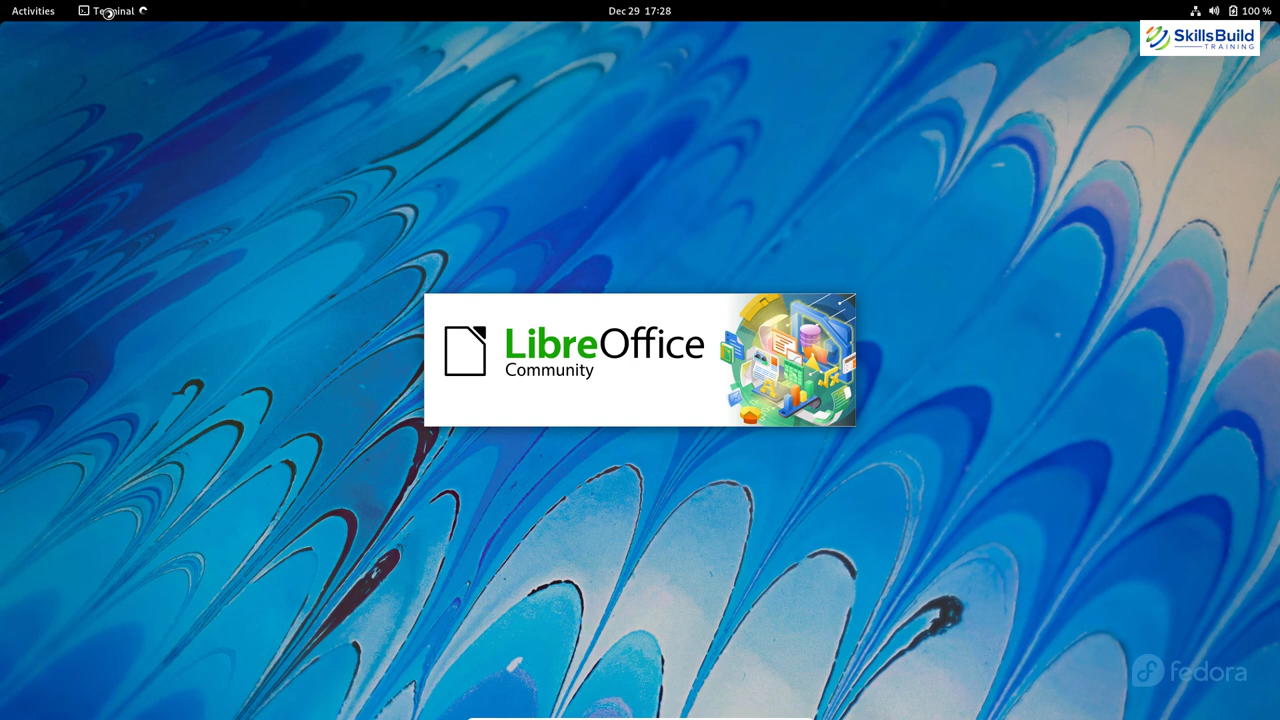 Activities
Terminal
Dec 29 17:28
100 %
SkillsBuild
TRAINING
LibreOffice
Community
fedora